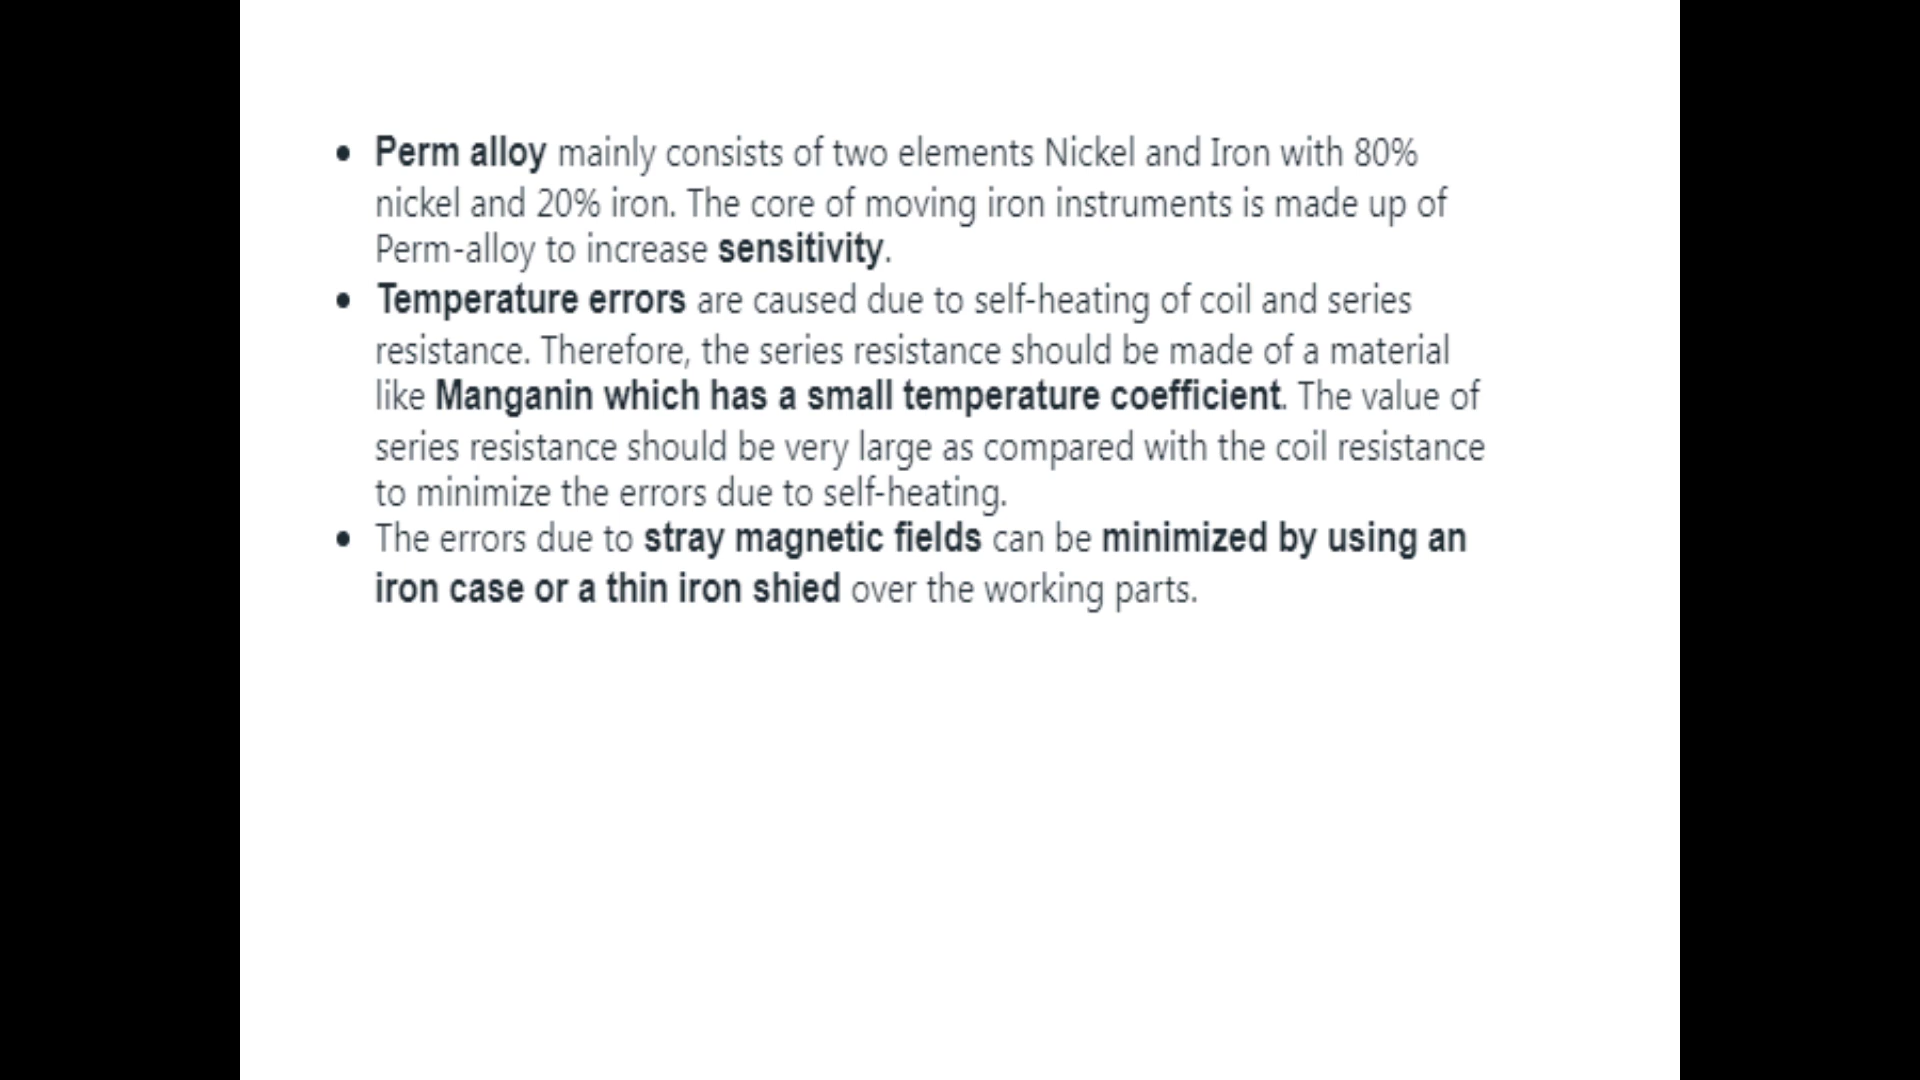 • Perm alloy mainly consists of two elements Nickel and Iron with 80%
nickel and 20% iron. The core of moving iron instruments is made up of
Perm-alloy to increase sensitivity.
• Temperature errors are caused due to self-heating of coil and series
resistance. Therefore, the series resistance should be made of a material
like Manganin which has a small temperature coefficient. The value of
series resistance should be very large as compared with the coil resistance
to minimize the errors due to self-heating.
• The errors due to stray magnetic fields can be minimized by using an
iron case or a thin iron shied over the working parts.